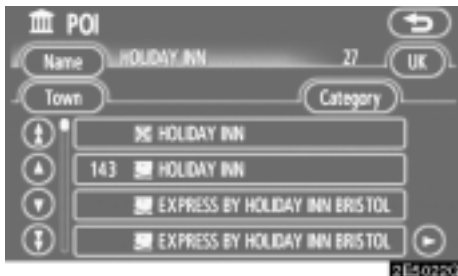 POI
Name HOLIDAY INN 27 UK
Town Category
HOLIDAY INN
143 HOLIDAY INN
EXPRESS BY HOLIDAY INN BRISTOL
EXPRESS BY HOLIDAY INN BRISTOL